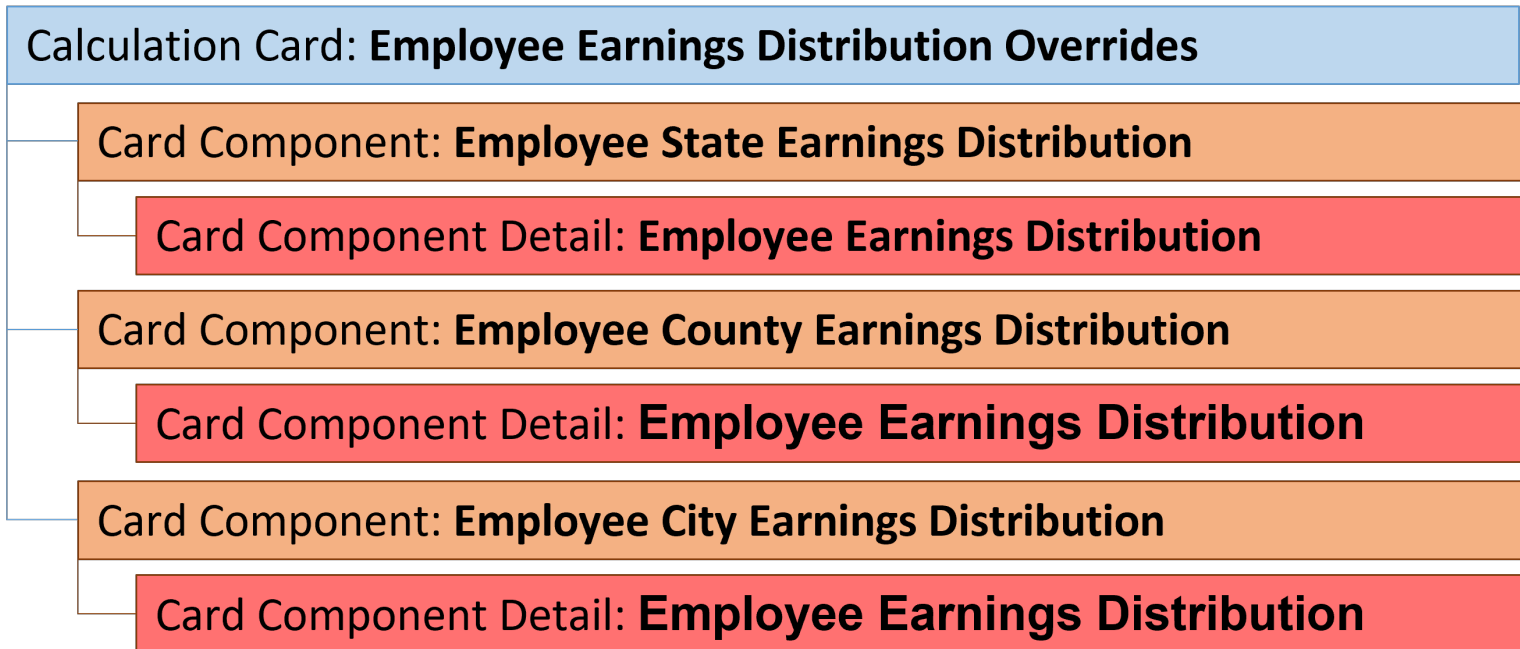 Calculation Card: Employee Earnings Distribution Overrides
Card Component: Employee State Earnings Distribution
Card Component Detail: Employee Earnings Distribution
Card Component: Employee County Earnings Distribution
Card Component Detail: Employee Earnings Distribution
Card Component: Employee City Earnings Distribution
Card Component Detail: Employee Earnings Distribution